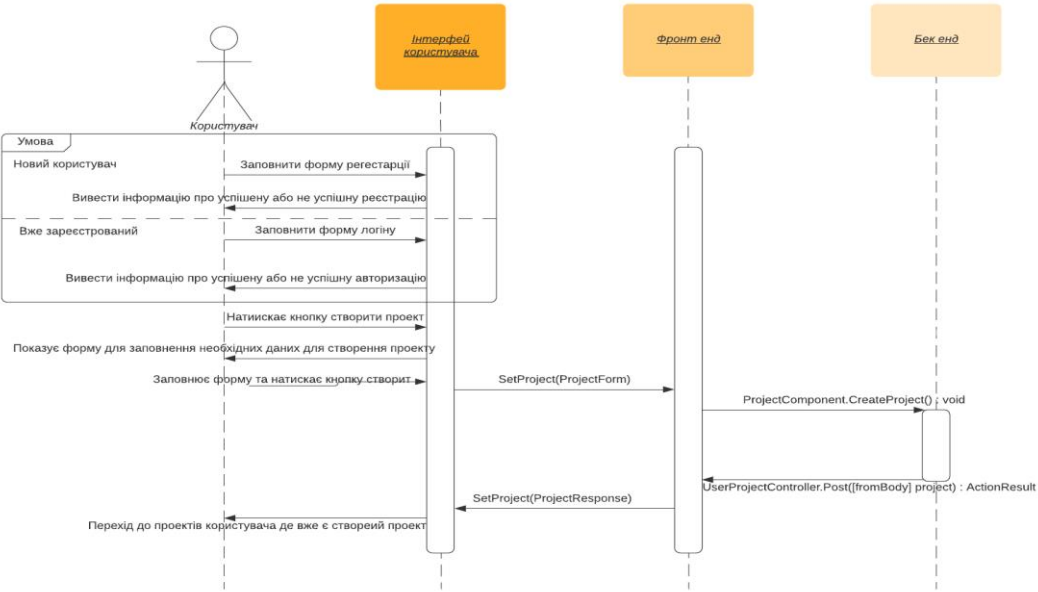 Інтерфей
користувача
Фронт енд
Бек енд
Користувач
Умова
Новий користувач
Заповнити форму регестарції
Вивести інформацію про успішену або не успішну реєстрацію
Вже зареєстрований
Заповнити форму логіну
Вивести інформацію про успішену або не успішну авторизацію
Натиискає кнопку створити проект
Показує форму для заповнення необхідних даних для створення проекту
Заповнює форму та натискає кнопку створит
SetProject(ProjectForm)
ProjectComponent.CreateProject() : void
UserProjectController.Post([fromBody] project) : ActionResult
SetProject(ProjectResponse)
Перехід до проектів користувача де вже є створеий проект